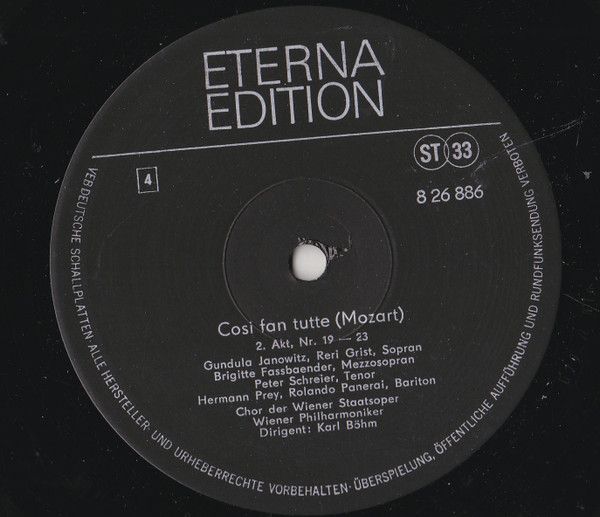 ETERNA
EDITION
ST 33
4
8 26 886
Cosi fan tutte (Mozart)
2. Akt, Nr. 19 — 23
Gundula Janowitz, Reri Grist, Sopran
Brigitte Fassbaender, Mezzosopran
Peter Schreier, Tenor
Hermann Prey, Rolando Panerai, Bariton
Chor der Wiener Staatsoper
Wiener Philharmoniker
Dirigent: Karl Böhm
VEB DEUTSCHE SCHALLPLATTEN · ALLE HERSTELLER- UND URHEBERRECHTE VORBEHALTEN · ÜBERSPIELUNG, ÖFFENTLICHE AUFFÜHRUNG UND RUNDFUNKSENDUNG VERBOTEN